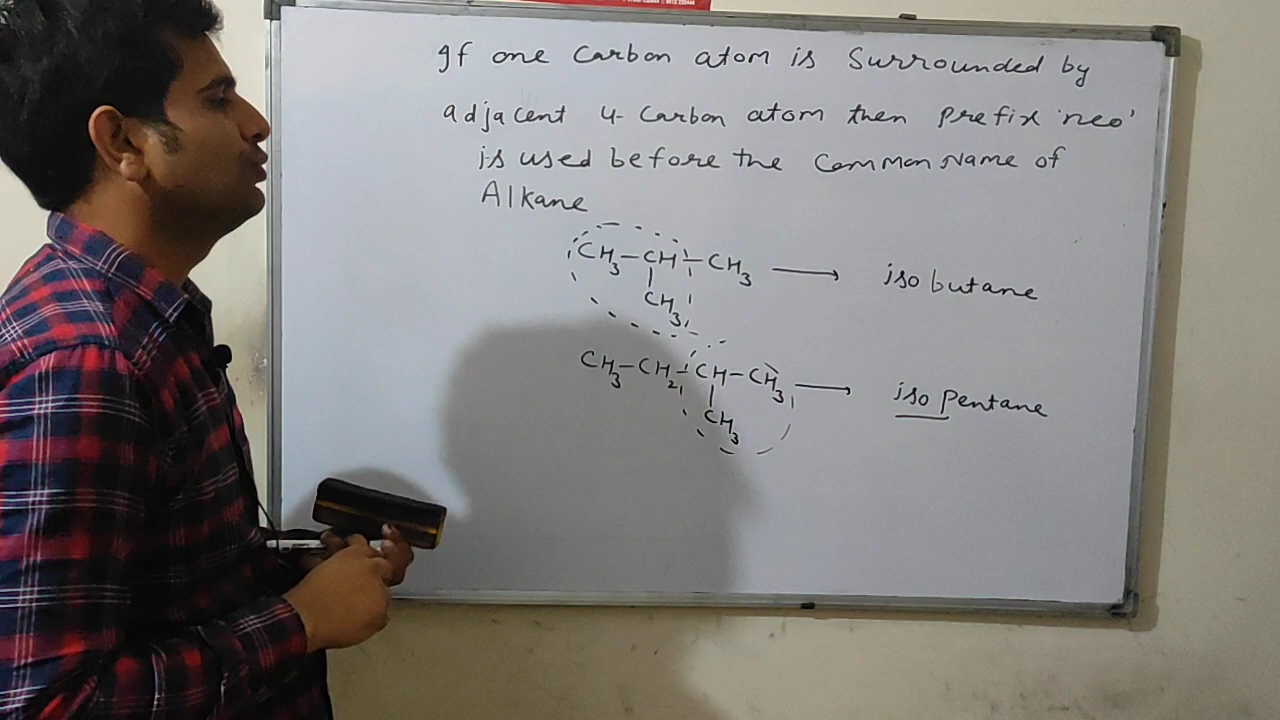 If one Carbon atom is Surrounded by
adjacent 4- Carbon atom then prefix 'neo'
is used before the Common Name of
Alkane
CH3-CH-CH3 → iso butane
CH3
CH3-CH2-CH-CH3 → iso pentane
CH3